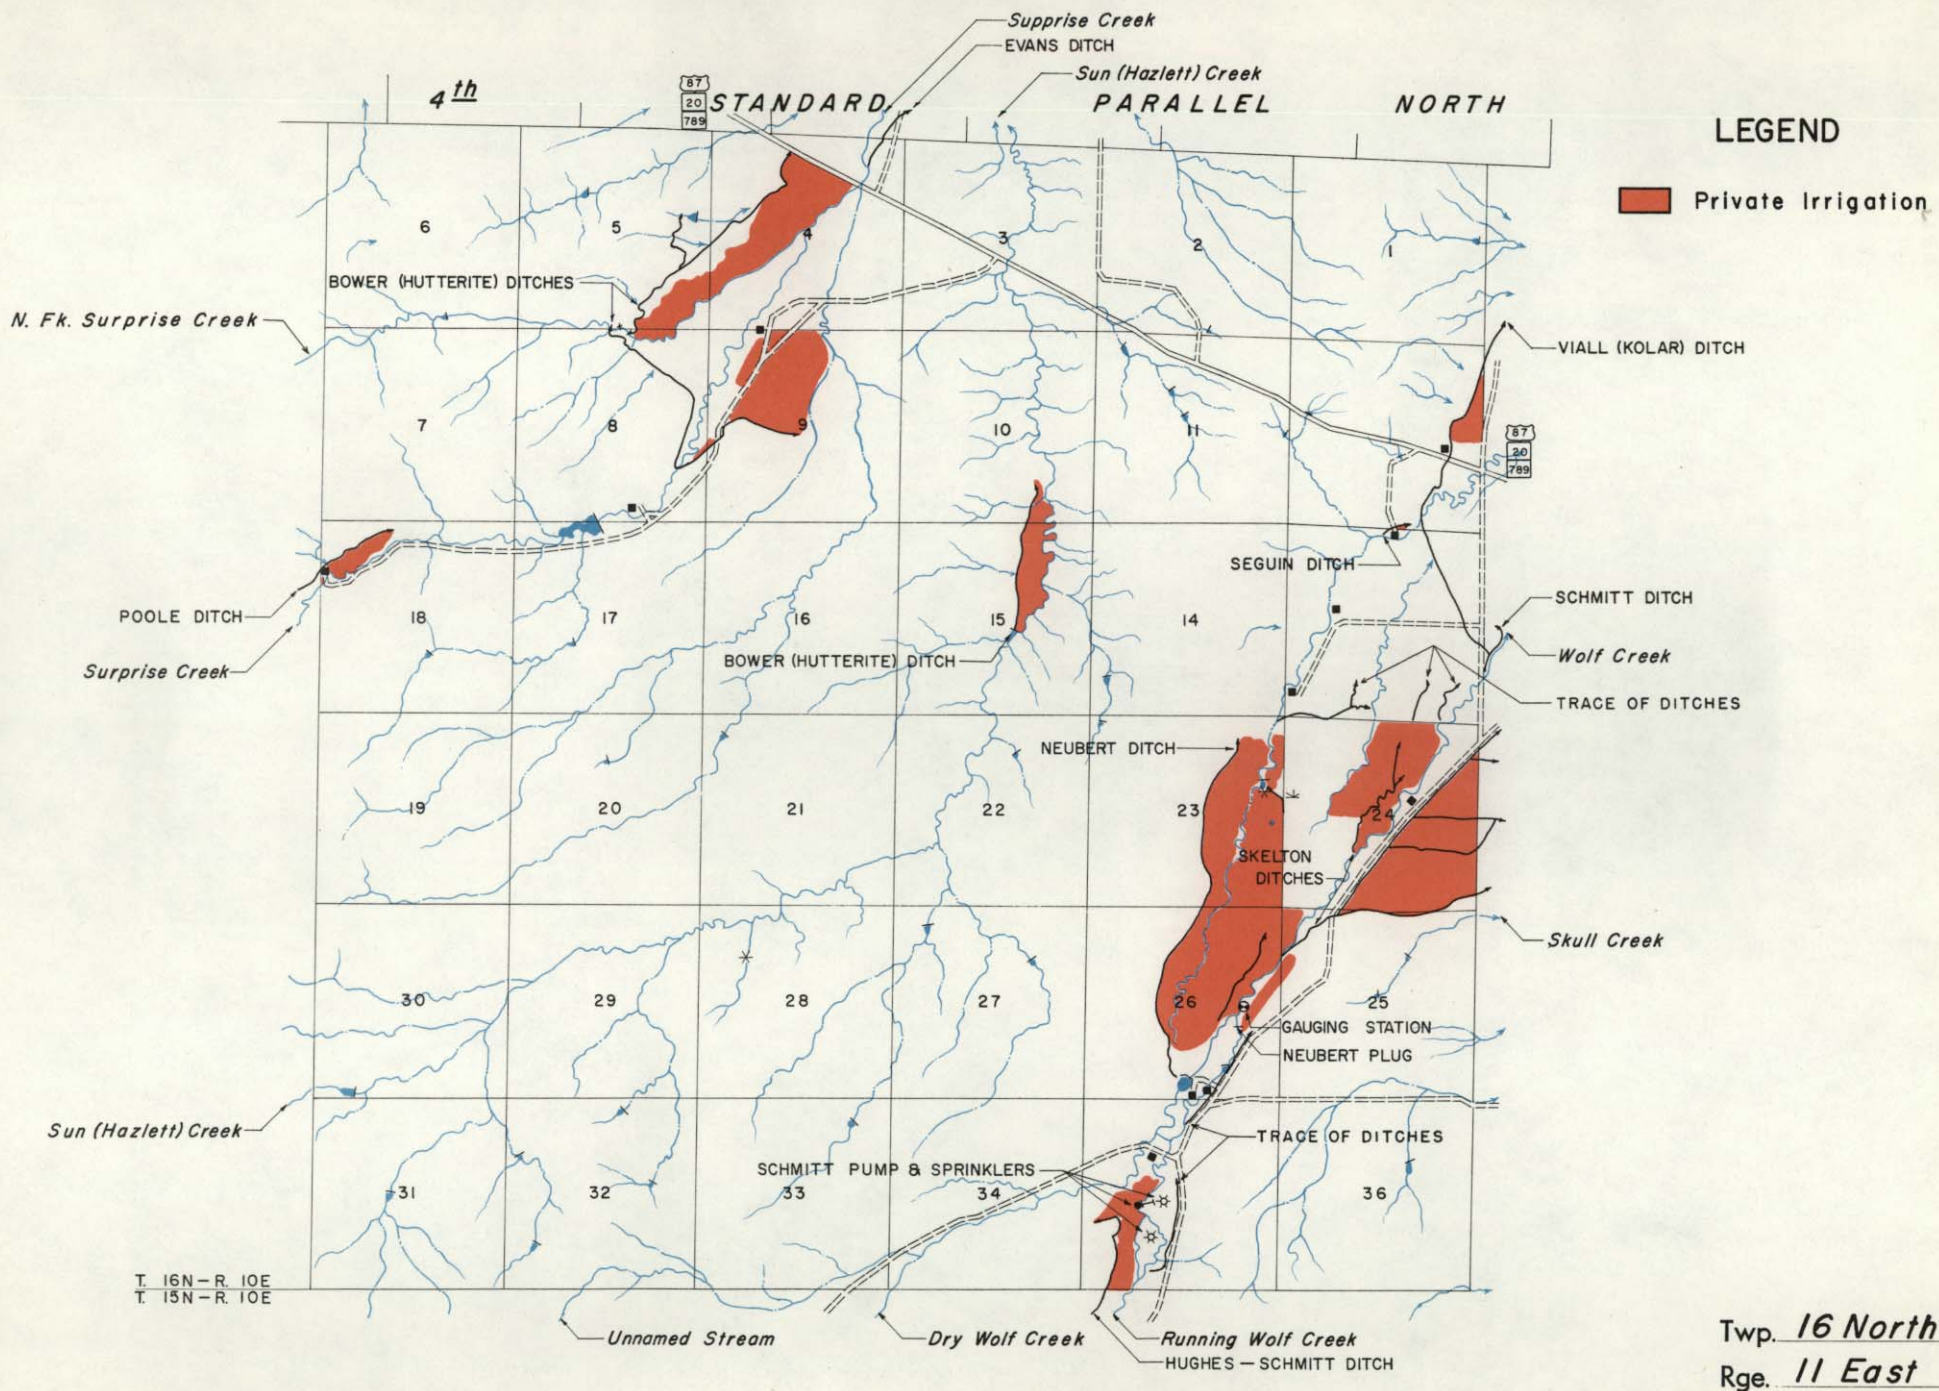 Supprise Creek
EVANS DITCH
Sun (Hazlett) Creek
4th STANDARD PARALLEL NORTH
87
20
789
LEGEND
Private Irrigation
6
5
4
3
2
1
BOWER (HUTTERITE) DITCHES
N. Fk. Surprise Creek
VIALL (KOLAR) DITCH
7
8
9
10
11
87
20
789
SEGUIN DITCH
SCHMITT DITCH
POOLE DITCH
18
17
16
15
14
Wolf Creek
BOWER (HUTTERITE) DITCH
Surprise Creek
TRACE OF DITCHES
NEUBERT DITCH
19
20
21
22
23
24
SKELTON
DITCHES
Skull Creek
30
29
28
27
26
25
GAUGING STATION
NEUBERT PLUG
Sun (Hazlett) Creek
TRACE OF DITCHES
SCHMITT PUMP & SPRINKLERS
31
32
33
34
36
T. 16N – R. 10E
T. 15N – R. 10E
Unnamed Stream
Dry Wolf Creek
Running Wolf Creek
HUGHES – SCHMITT DITCH
Twp. 16 North
Rge. 11 East